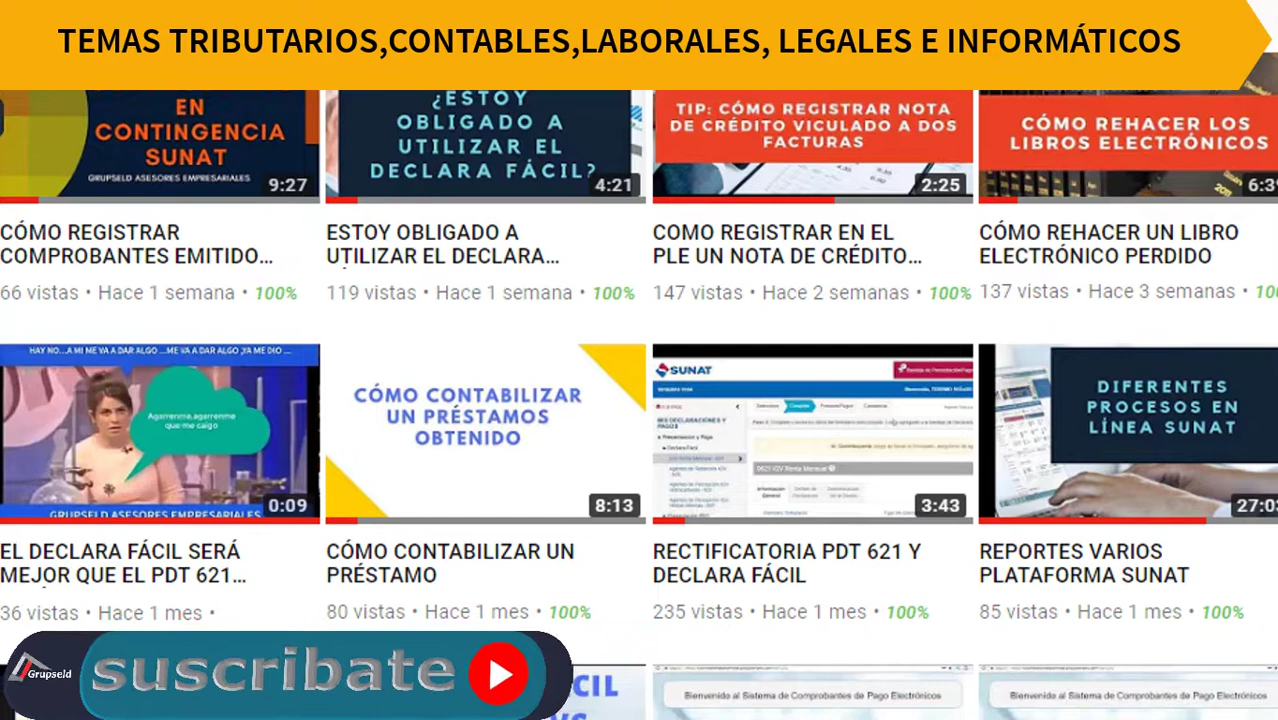 TEMAS TRIBUTARIOS,CONTABLES,LABORALES, LEGALES E INFORMÁTICOS
EN
CONTINGENCIA
SUNAT
GRUPSELD ASESORES EMPRESARIALES
9:27
¿ESTOY
OBLIGADO A
UTILIZAR EL
DECLARA FÁCIL?
4:21
TIP: CÓMO REGISTRAR NOTA
DE CRÉDITO VICULADO A DOS
FACTURAS
2:25
CÓMO REHACER LOS
LIBROS ELECTRÓNICOS
CÓMO REGISTRAR
COMPROBANTES EMITIDO...
66 vistas • Hace 1 semana • 100%
ESTOY OBLIGADO A
UTILIZAR EL DECLARA...
119 vistas • Hace 1 semana • 100%
COMO REGISTRAR EN EL
PLE UN NOTA DE CRÉDITO...
147 vistas • Hace 2 semanas • 100%
CÓMO REHACER UN LIBRO
ELECTRÓNICO PERDIDO
137 vistas • Hace 3 semanas •
HAY NO...A MI ME VA A DAR ALGO ...ME VA A DAR ALGO ,YA ME DIO ....
Agarrenme,agarrenme
que me caigo
GRUPSELD ASESORES EMPRESARIALES
0:09
CÓMO CONTABILIZAR
UN PRÉSTAMOS
OBTENIDO
8:13
SUNAT
0621 IGV Renta Mensual
3:43
DIFERENTES
PROCESOS EN
LÍNEA SUNAT
27:03
EL DECLARA FÁCIL SERÁ
MEJOR QUE EL PDT 621...
36 vistas • Hace 1 mes •
CÓMO CONTABILIZAR UN
PRÉSTAMO
80 vistas • Hace 1 mes • 100%
RECTIFICATORIA PDT 621 Y
DECLARA FÁCIL
235 vistas • Hace 1 mes • 100%
REPORTES VARIOS
PLATAFORMA SUNAT
85 vistas • Hace 1 mes • 100%
Grupseld
suscribate
CIL
VS
Bienvenido al Sistema de Comprobantes de Pago Electrónicos
Bienvenido al Sistema de Comprobantes de Pago Electrónicos